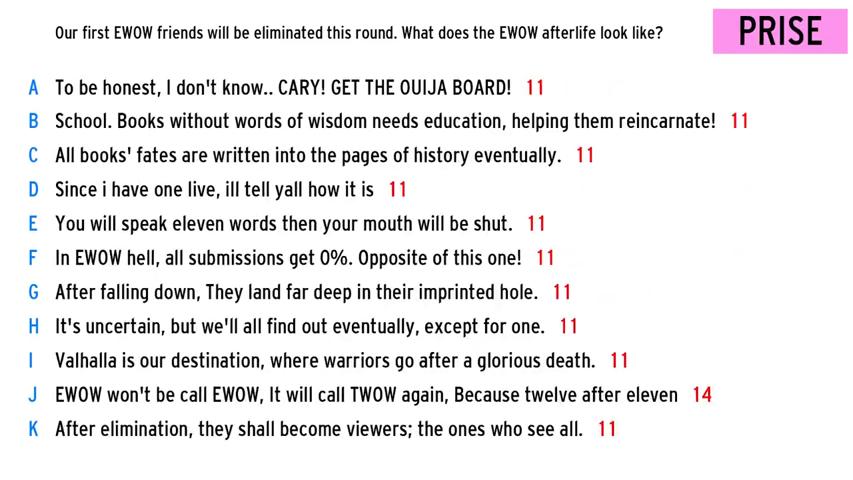 Our first EWOW friends will be eliminated this round. What does the EWOW afterlife look like?
PRISE
A To be honest, I don't know.. CARY! GET THE OUIJA BOARD! 11
B School. Books without words of wisdom needs education, helping them reincarnate! 11
C All books' fates are written into the pages of history eventually. 11
D Since i have one live, ill tell yall how it is 11
E You will speak eleven words then your mouth will be shut. 11
F In EWOW hell, all submissions get 0%. Opposite of this one! 11
G After falling down, They land far deep in their imprinted hole. 11
H It's uncertain, but we'll all find out eventually, except for one. 11
I Valhalla is our destination, where warriors go after a glorious death. 11
J EWOW won't be call EWOW, It will call TWOW again, Because twelve after eleven 14
K After elimination, they shall become viewers; the ones who see all. 11